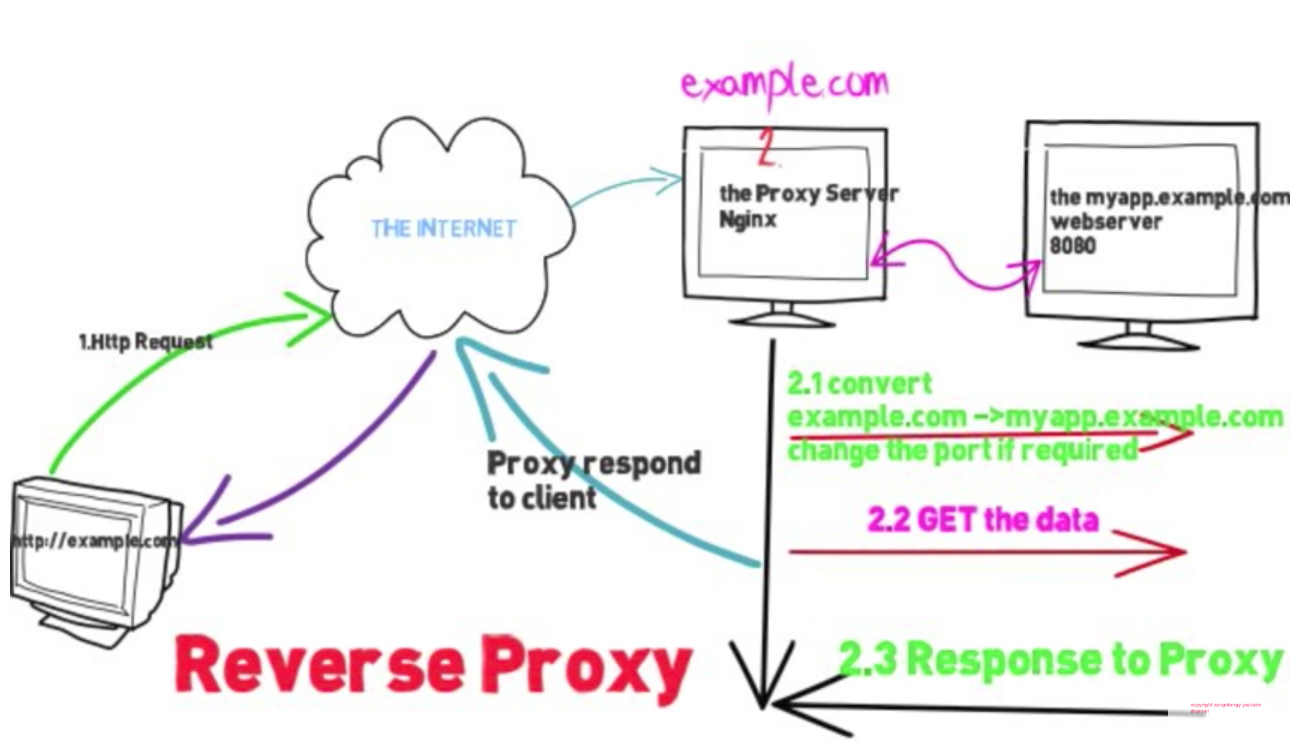 example.com
2.
the Proxy Server
Nginx
the myapp.example.com
webserver
8080
THE INTERNET
1.Http Request
http://example.com
2.1 convert
example.com ->myapp.example.com
change the port if required
Proxy respond
to client
2.2 GET the data
Reverse Proxy
2.3 Response to Proxy